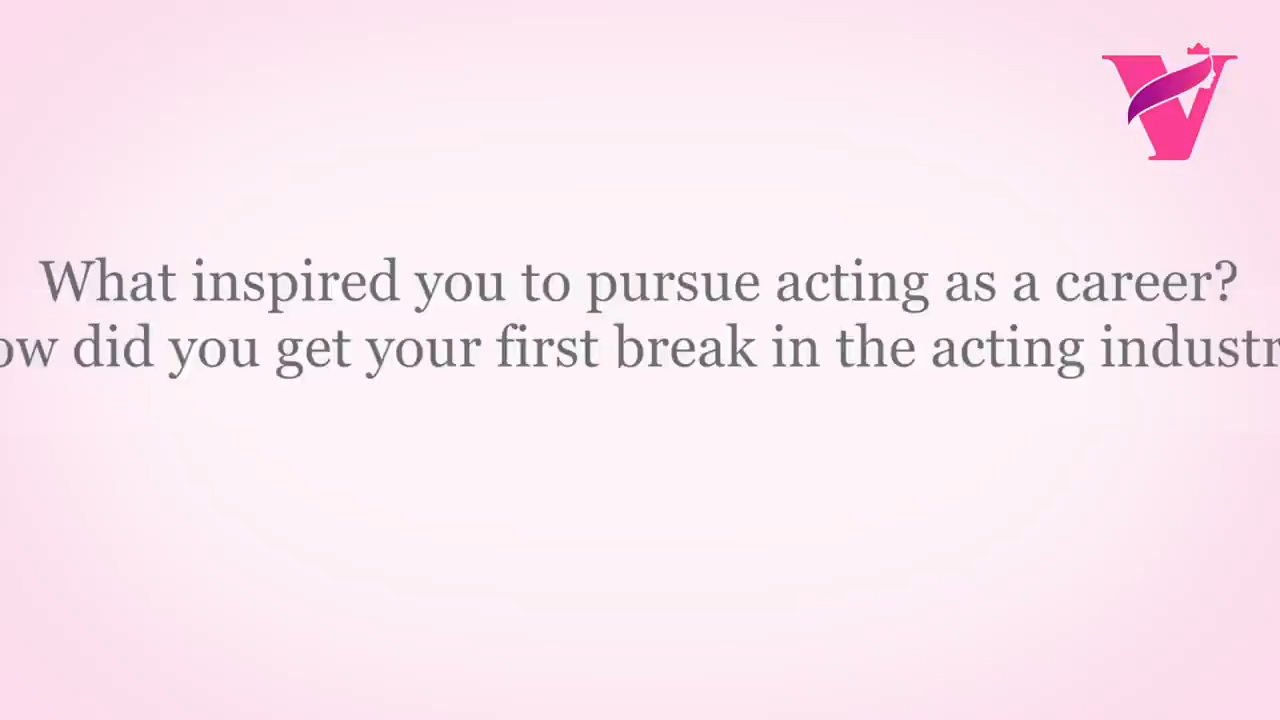 What inspired you to pursue acting as a career?
ow did you get your first break in the acting industr
V